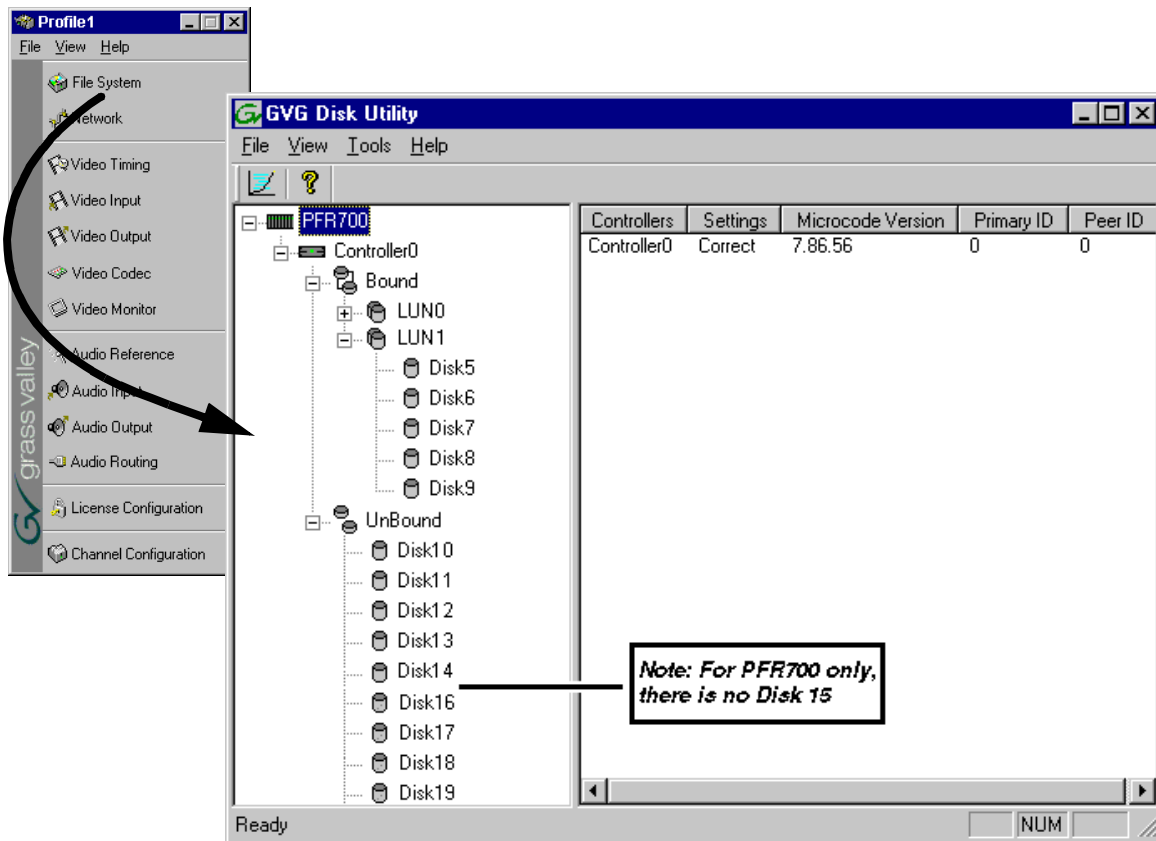 Profile1
File View Help
File System
Network
Video Timing
Video Input
Video Output
Video Codec
Video Monitor
Audio Reference
Audio Input
Audio Output
Audio Routing
License Configuration
Channel Configuration
grass valley
GVG Disk Utility
File View Tools Help
PFR700
Controller0
Bound
LUN0
LUN1
Disk5
Disk6
Disk7
Disk8
Disk9
UnBound
Disk10
Disk11
Disk12
Disk13
Disk14
Disk16
Disk17
Disk18
Disk19
Controllers Settings Microcode Version Primary ID Peer ID
Controller0 Correct 7.86.56 0 0
Note: For PFR700 only,
there is no Disk 15
Ready
NUM